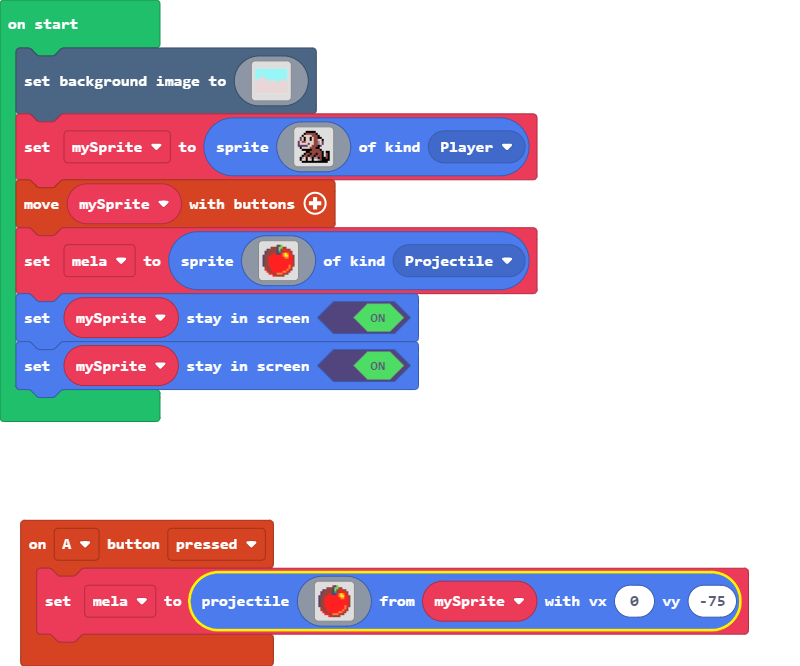 on start
set background image to
set mySprite to sprite of kind Player
move mySprite with buttons
set mela to sprite of kind Projectile
set mySprite stay in screen ON
set mySprite stay in screen ON
on A button pressed
set mela to projectile from mySprite with vx 0 vy -75